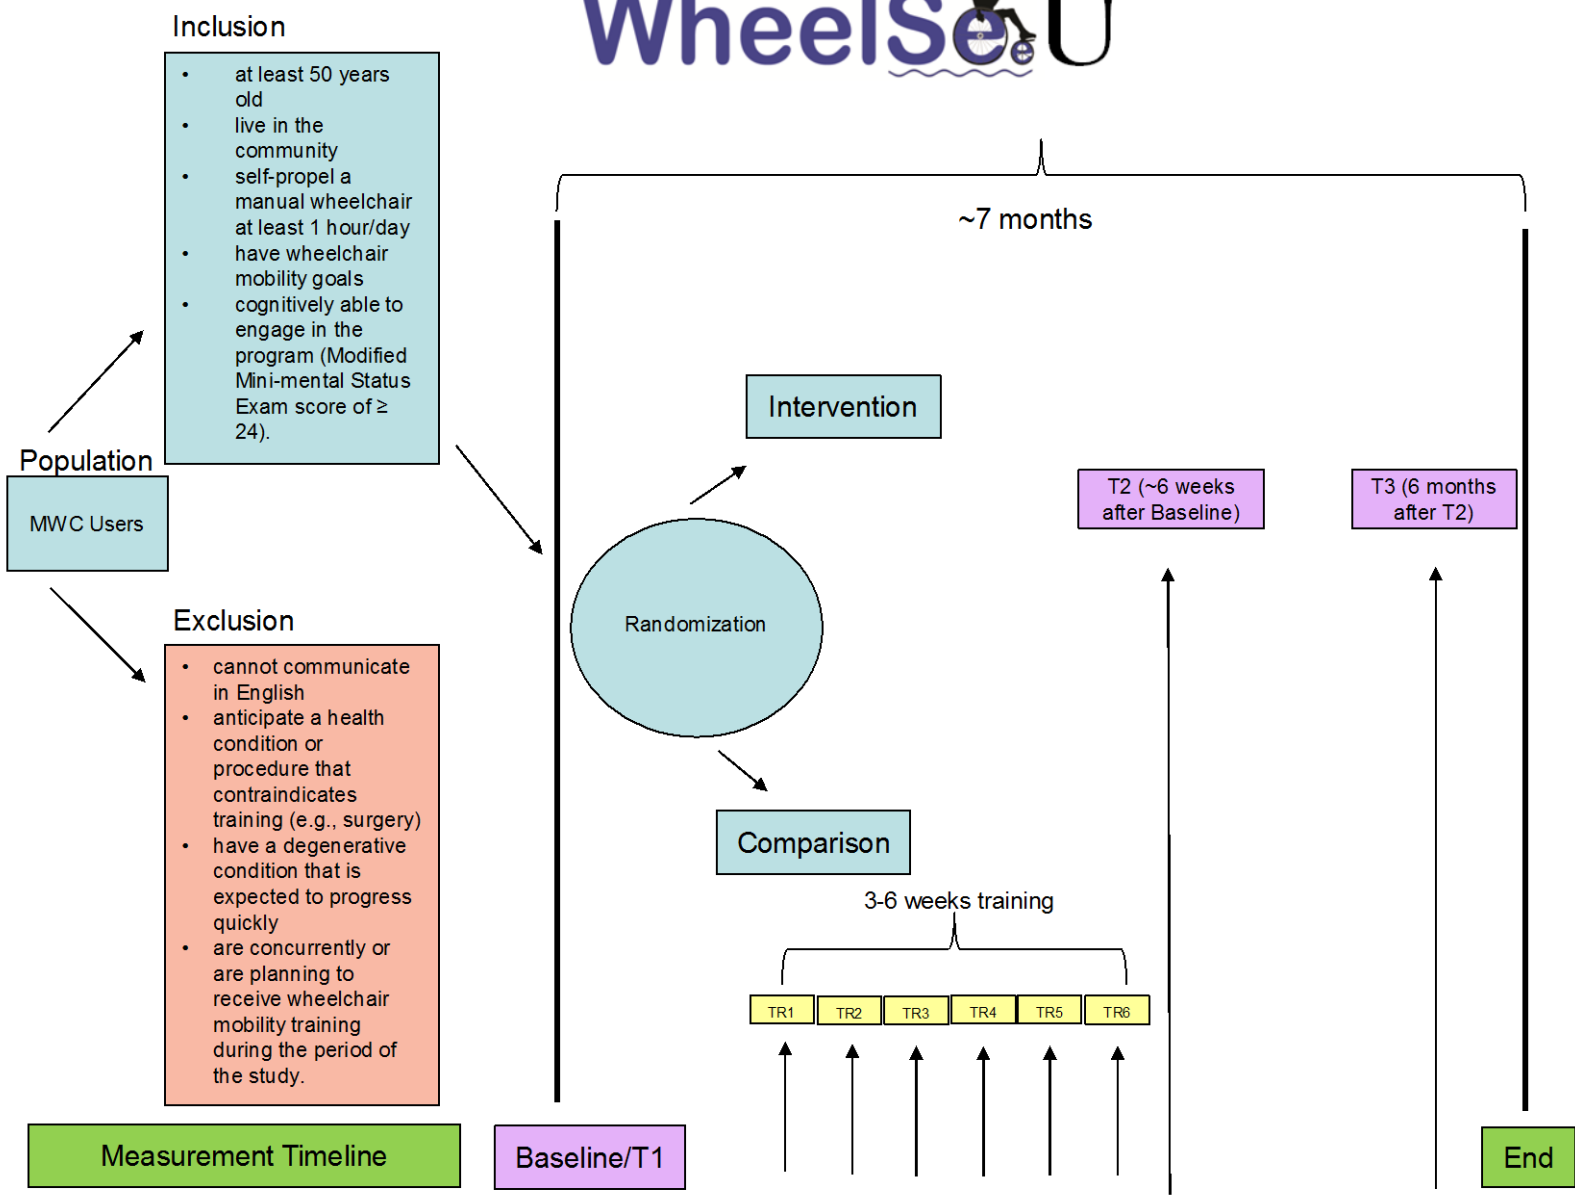 WheelSeeU
Inclusion
• at least 50 years
old
• live in the
community
• self-propel a
manual wheelchair
at least 1 hour/day
• have wheelchair
mobility goals
• cognitively able to
engage in the
program (Modified
Mini-mental Status
Exam score of ≥
24).
~7 months
Population
MWC Users
Intervention
T2 (~6 weeks
after Baseline)
T3 (6 months
after T2)
Randomization
Exclusion
• cannot communicate
in English
• anticipate a health
condition or
procedure that
contraindicates
training (e.g., surgery)
• have a degenerative
condition that is
expected to progress
quickly
• are concurrently or
are planning to
receive wheelchair
mobility training
during the period of
the study.
Comparison
3-6 weeks training
TR1 TR2 TR3 TR4 TR5 TR6
Measurement Timeline
Baseline/T1
End